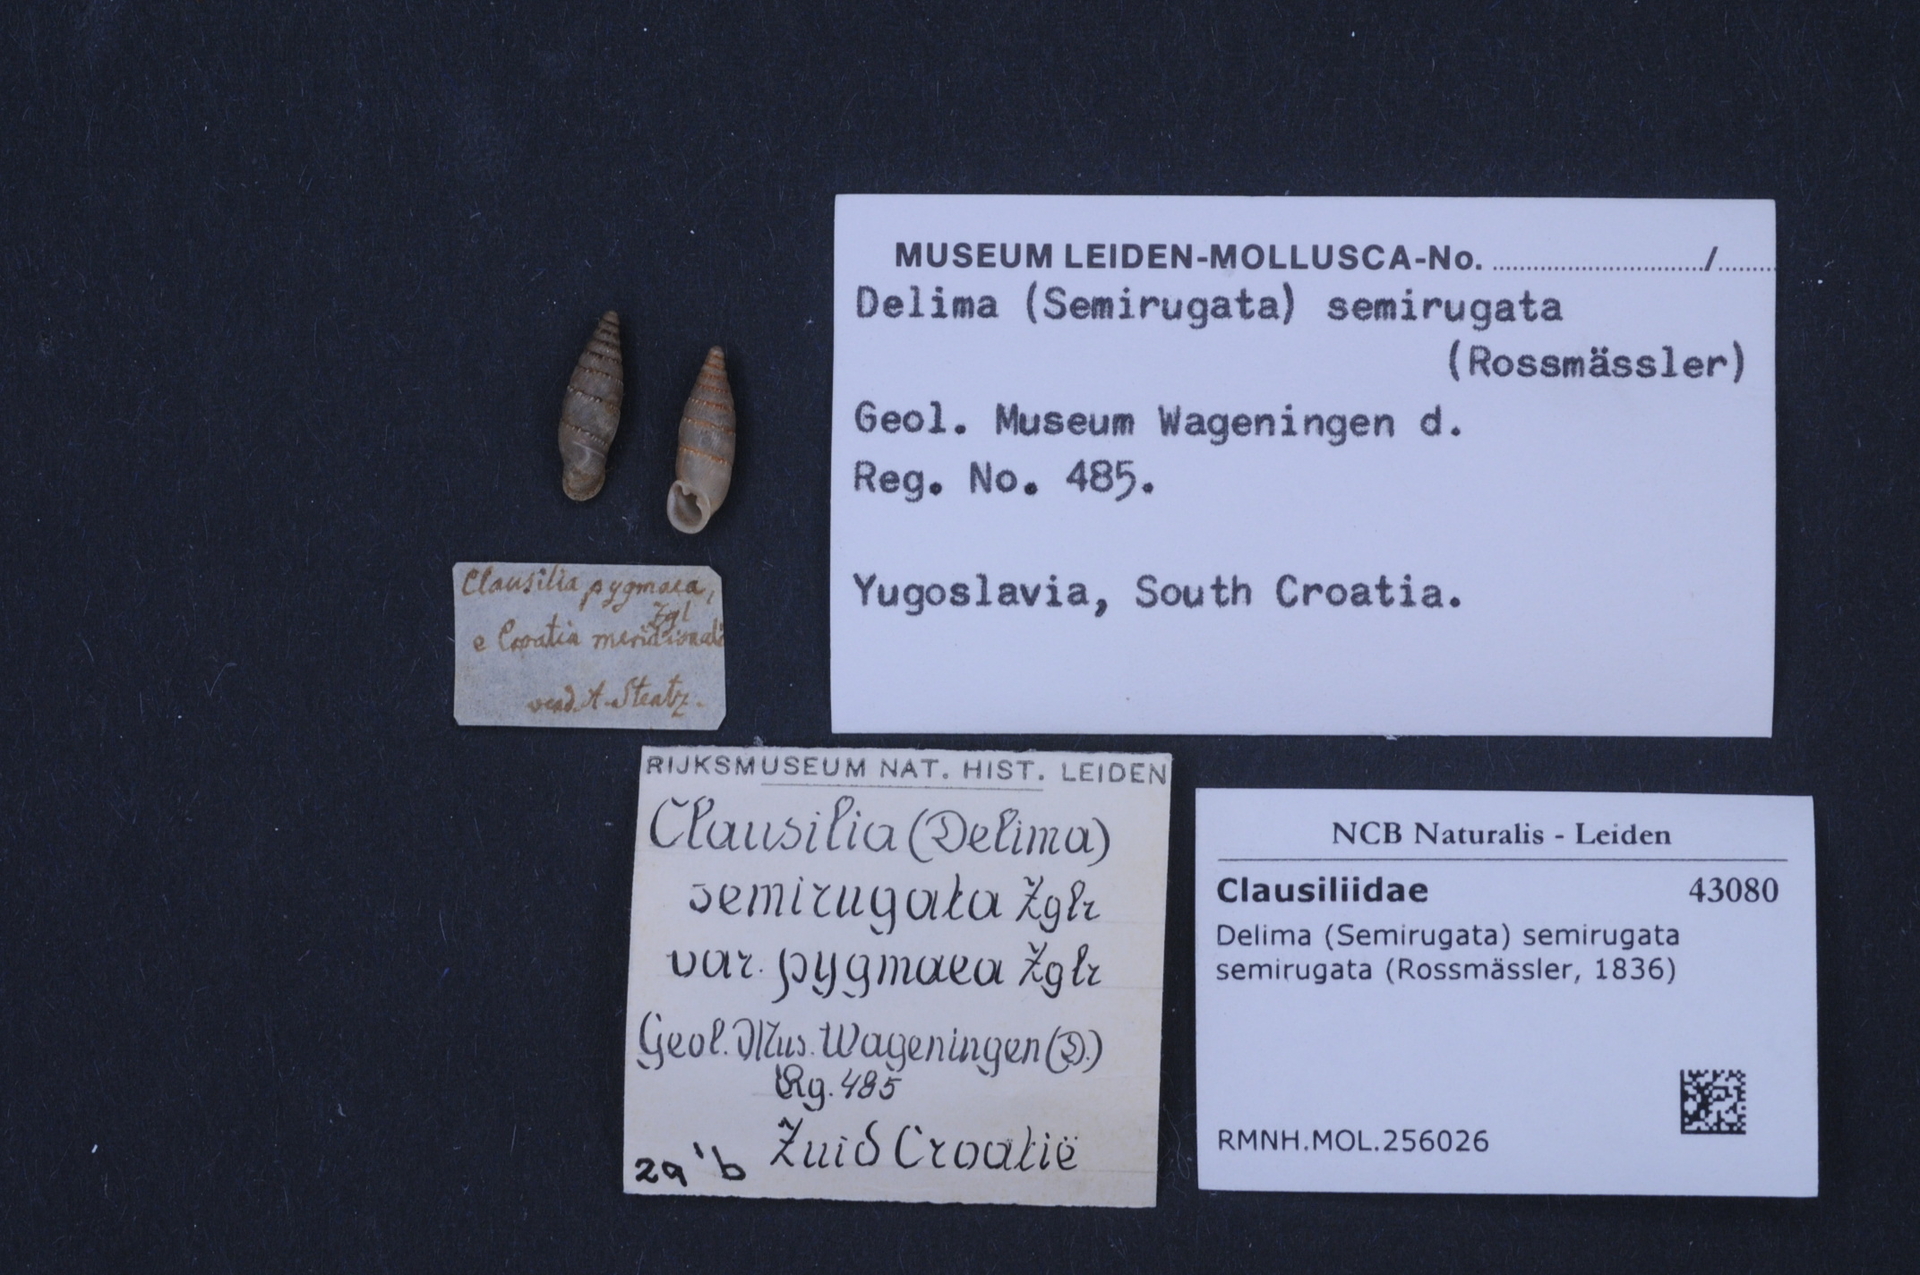 MUSEUM LEIDEN-MOLLUSCA-No. ............................../........
Delima (Semirugata) semirugata
(Rossmässler)
Geol. Museum Wageningen d.
Reg. No. 485.
Yugoslavia, South Croatia.
Clausilia pygmaea,
Zgl
e Croatia meridionali
A. Stentz.
RIJKSMUSEUM NAT. HIST. LEIDEN
Clausilia (Delima)
semirugata Zglr
var. pygmaea Zglr
Geol. Mus. Wageningen (D.)
Rg. 485
Zuid Croatië
29'b
NCB Naturalis - Leiden
Clausiliidae 43080
Delima (Semirugata) semirugata
semirugata (Rossmässler, 1836)
RMNH.MOL.256026